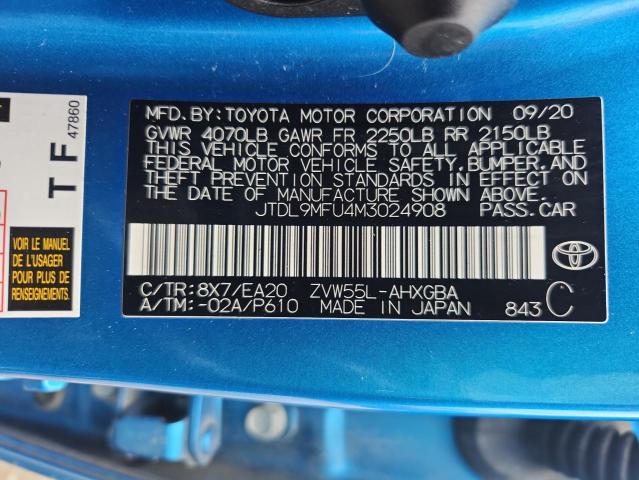 MFD.BY:TOYOTA MOTOR CORPORATION 09/20
GVWR 4070LB GAWR FR 2250LB RR 2150LB
THIS VEHICLE CONFORMS TO ALL APPLICABLE
FEDERAL MOTOR VEHICLE SAFETY,BUMPER,AND
THEFT PREVENTION STANDARDS IN EFFECT ON
THE DATE OF MANUFACTURE SHOWN ABOVE.
JTDL9MFU4M3024908 PASS.CAR
C/TR:8X7/EA20 ZVW55L-AHXGBA
A/TM:-02A/P610 MADE IN JAPAN 843 C
TOYOTA
TF 47860
VOIR LE MANUEL
DE L'USAGER
POUR PLUS DE
RENSEIGNEMENTS